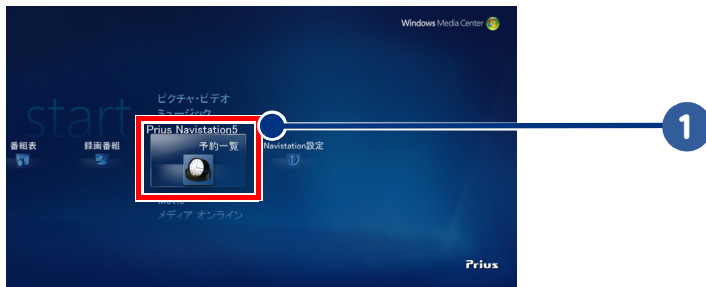 Windows Media Center
start
ピクチャ・ビデオ
ミュージック
Prius Navistation5
番組表
録画番組
予約一覧
Navistation設定
メディア オンライン
Prius
1